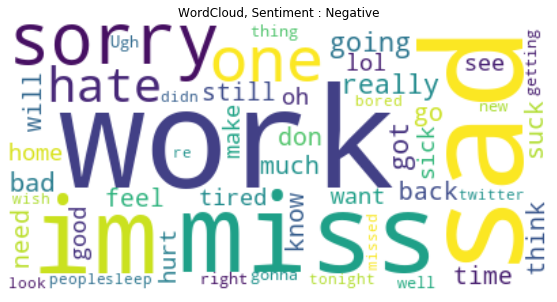 WordCloud, Sentiment : Negative
sorry
Ugh
one
thing
going
lol
see
getting
will
hate
didn
still
oh
really
bored
go
new
sad
work
home
re
make
don
much
got
sick
suck
bad
wish
feel
tired
want
back
twitter
im
miss
need
good
hurt
know
missed
think
look
people
sleep
right
gonna
tonight
well
time